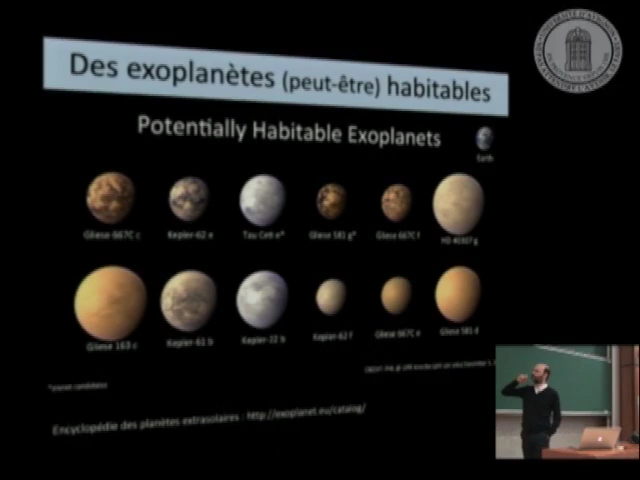 Des exoplanètes (peut-être) habitables
Potentially Habitable Exoplanets
Earth
Gliese 667C c
Kepler-62 e
Tau Ceti e*
Gliese 581 g*
Gliese 667C f
HD 40307 g
Gliese 163 c
Kepler-61 b
Kepler-22 b
Kepler-62 f
Gliese 667C e
Gliese 581 d
*planet candidates
Encyclopédie des planètes extrasolaires : http://exoplanet.eu/catalog/